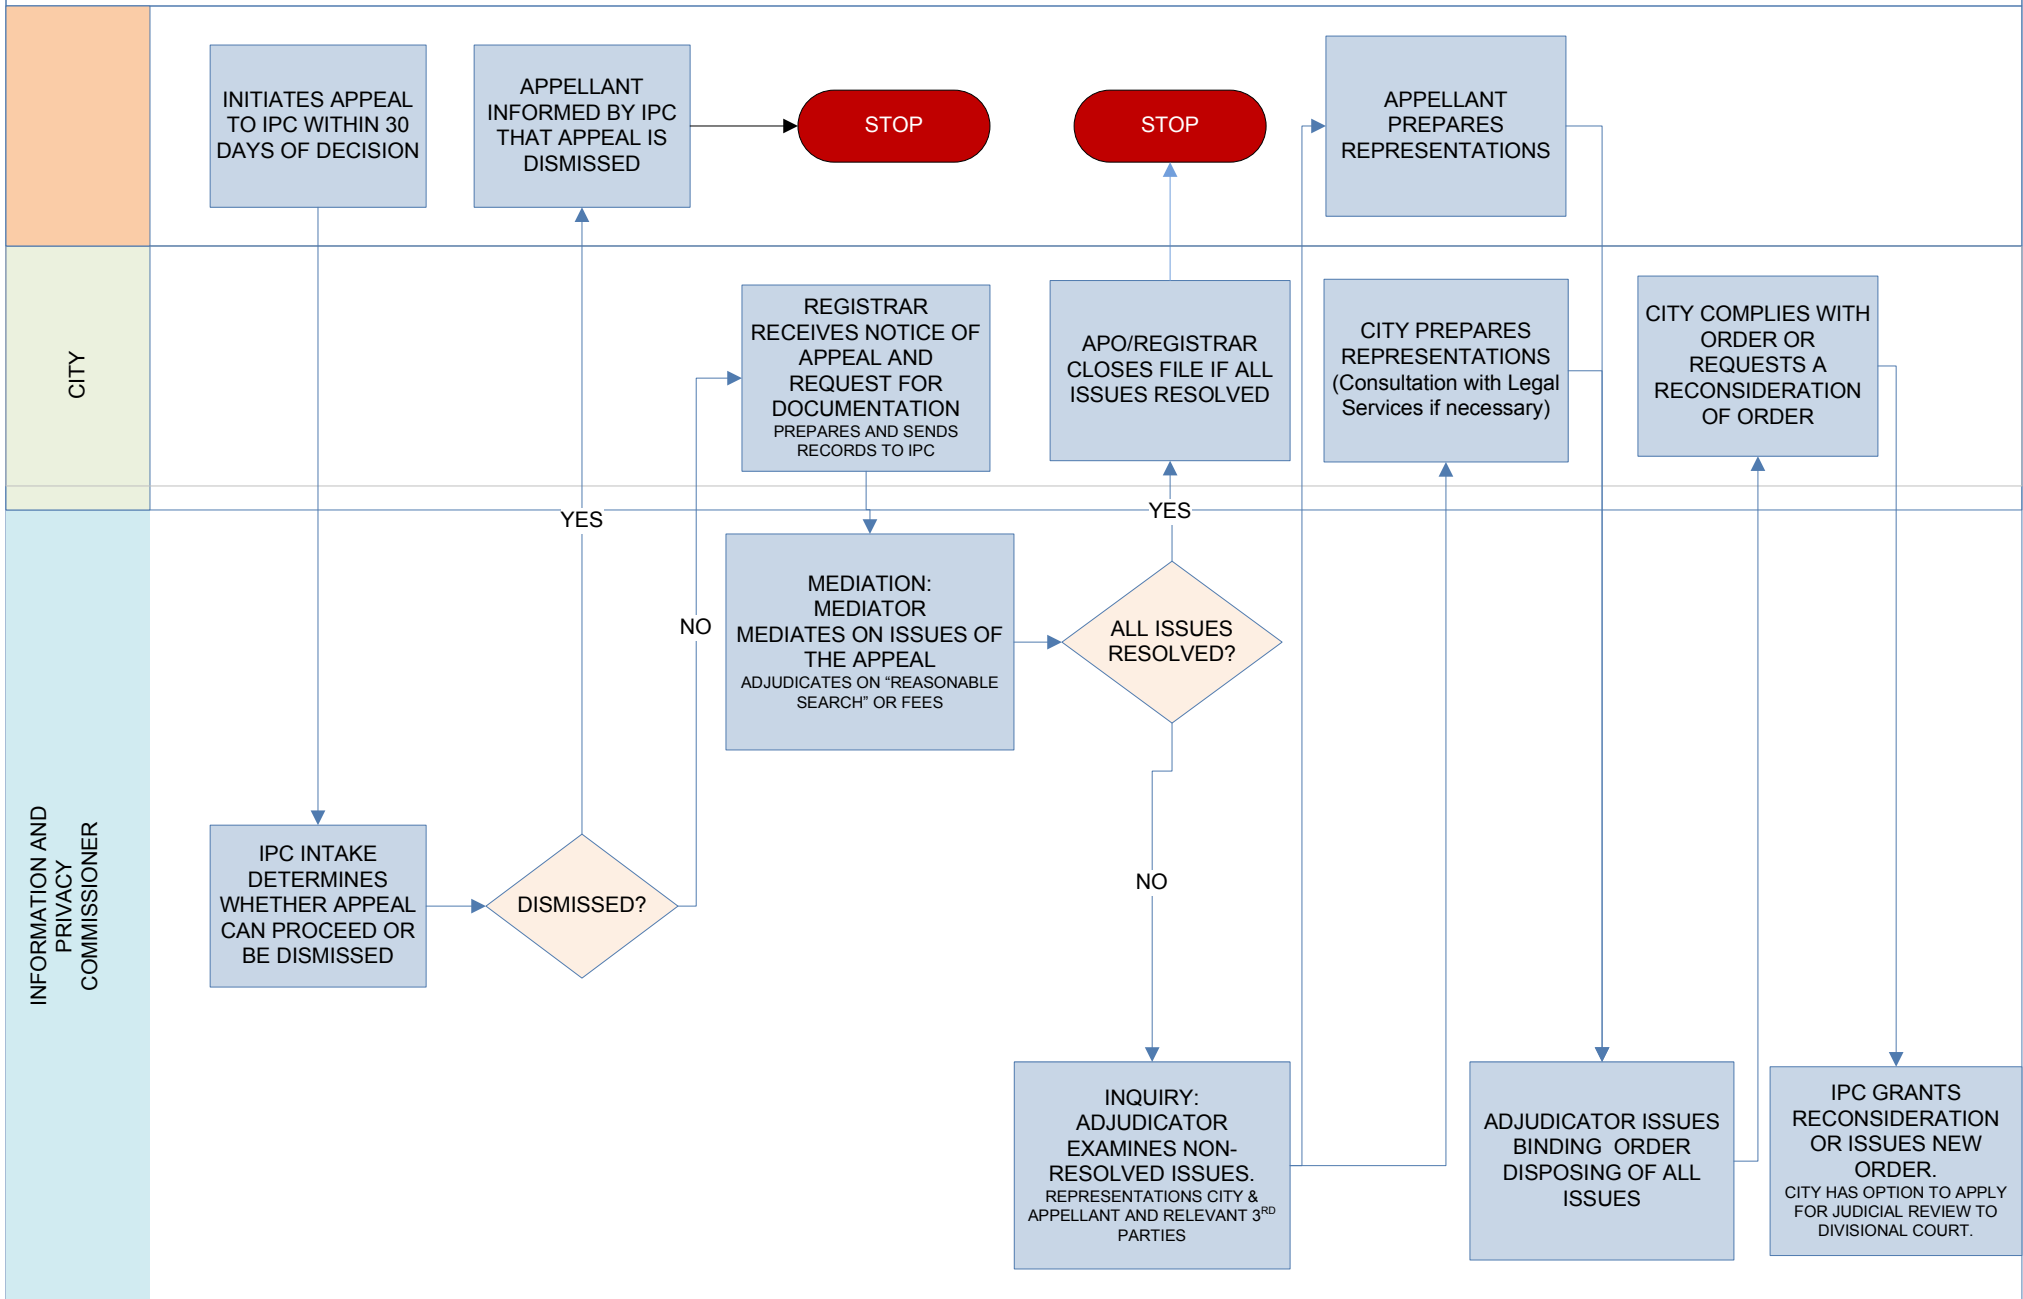 INITIATES APPEAL
TO IPC WITHIN 30
DAYS OF DECISION
APPELLANT
INFORMED BY IPC
THAT APPEAL IS
DISMISSED
STOP
STOP
APPELLANT
PREPARES
REPRESENTATIONS
CITY
REGISTRAR
RECEIVES NOTICE OF
APPEAL AND
REQUEST FOR
DOCUMENTATION
PREPARES AND SENDS
RECORDS TO IPC
APO/REGISTRAR
CLOSES FILE IF ALL
ISSUES RESOLVED
CITY PREPARES
REPRESENTATIONS
(Consultation with Legal
Services if necessary)
CITY COMPLIES WITH
ORDER OR
REQUESTS A
RECONSIDERATION
OF ORDER
YES
YES
NO
MEDIATION:
MEDIATOR
MEDIATES ON ISSUES OF
THE APPEAL
ADJUDICATES ON “REASONABLE
SEARCH” OR FEES
ALL ISSUES
RESOLVED?
INFORMATION AND
PRIVACY
COMMISSIONER
IPC INTAKE
DETERMINES
WHETHER APPEAL
CAN PROCEED OR
BE DISMISSED
DISMISSED?
NO
INQUIRY:
ADJUDICATOR
EXAMINES NON-
RESOLVED ISSUES.
REPRESENTATIONS CITY &
APPELLANT AND RELEVANT 3RD
PARTIES
ADJUDICATOR ISSUES
BINDING ORDER
DISPOSING OF ALL
ISSUES
IPC GRANTS
RECONSIDERATION
OR ISSUES NEW
ORDER.
CITY HAS OPTION TO APPLY
FOR JUDICIAL REVIEW TO
DIVISIONAL COURT.